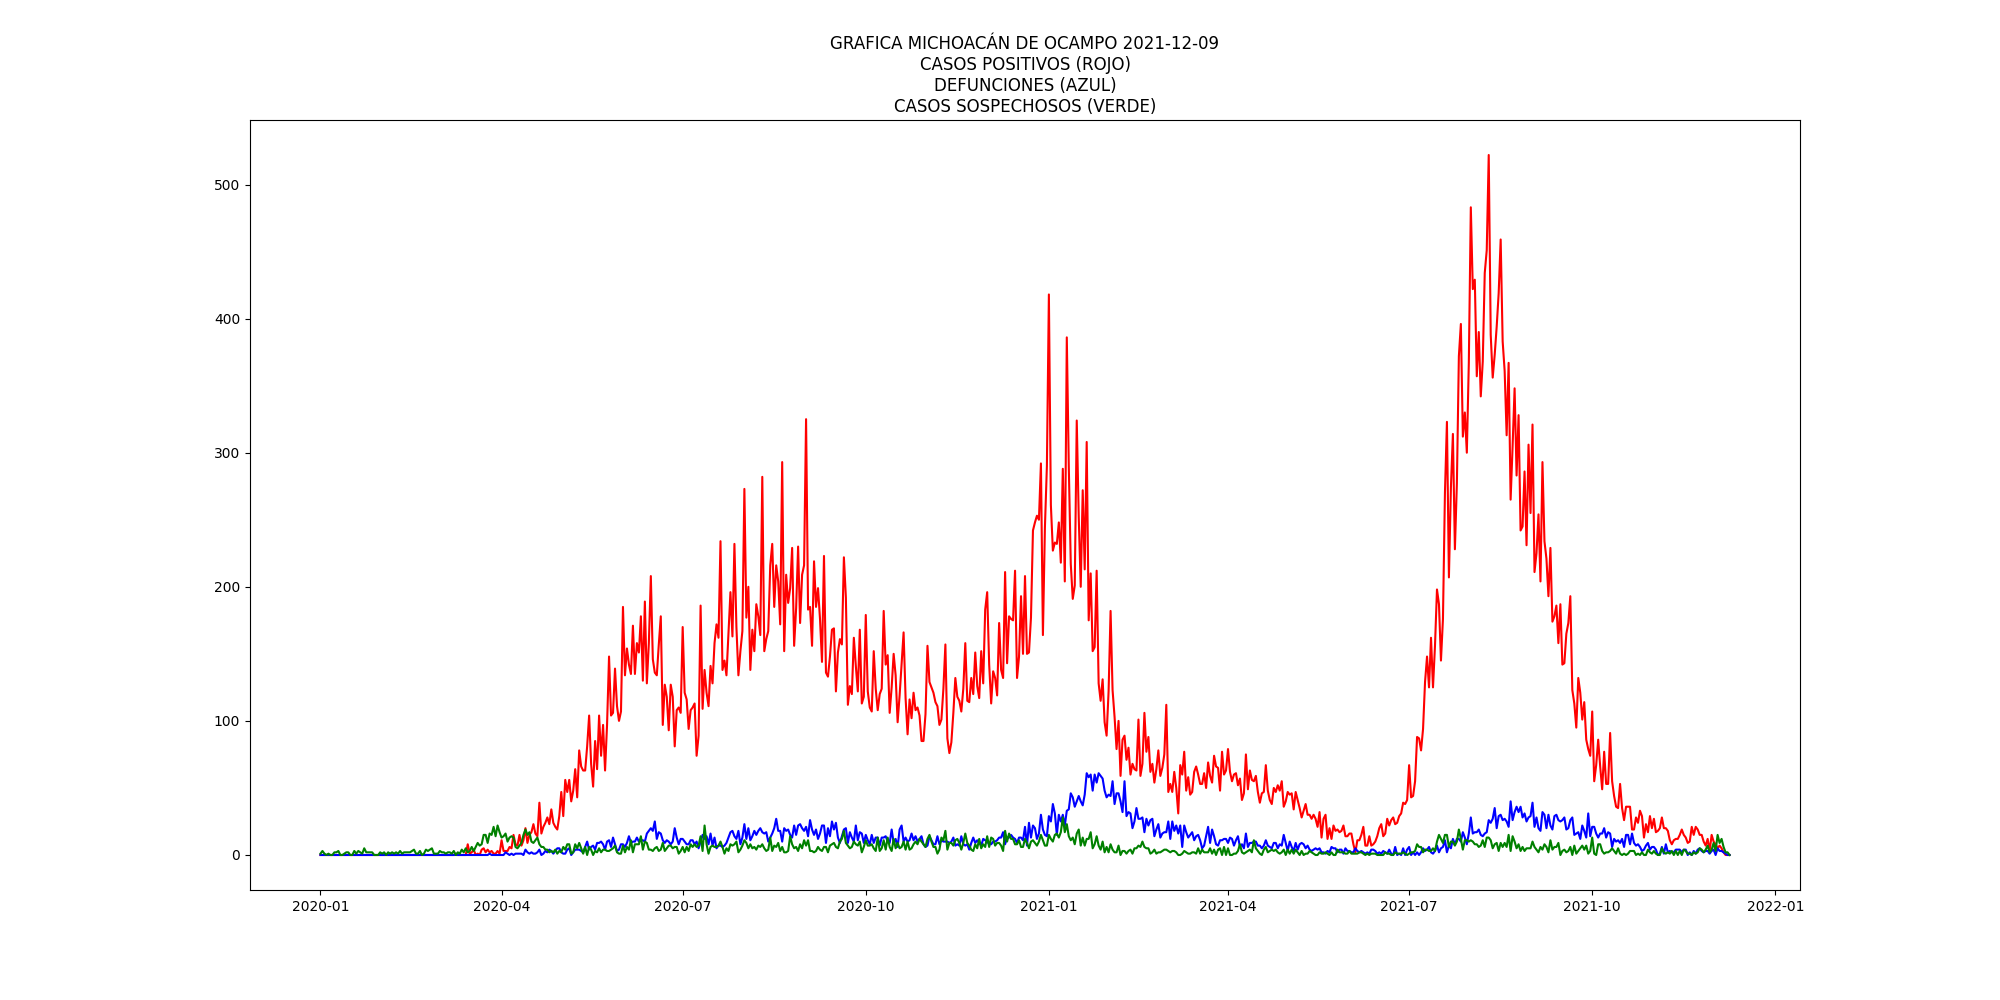 GRAFICA MICHOACÁN DE OCAMPO 2021-12-09
CASOS POSITIVOS (ROJO)
DEFUNCIONES (AZUL)
CASOS SOSPECHOSOS (VERDE)
500
400
300
200
100
0
2020-01 2020-04 2020-07 2020-10 2021-01 2021-04 2021-07 2021-10 2022-01